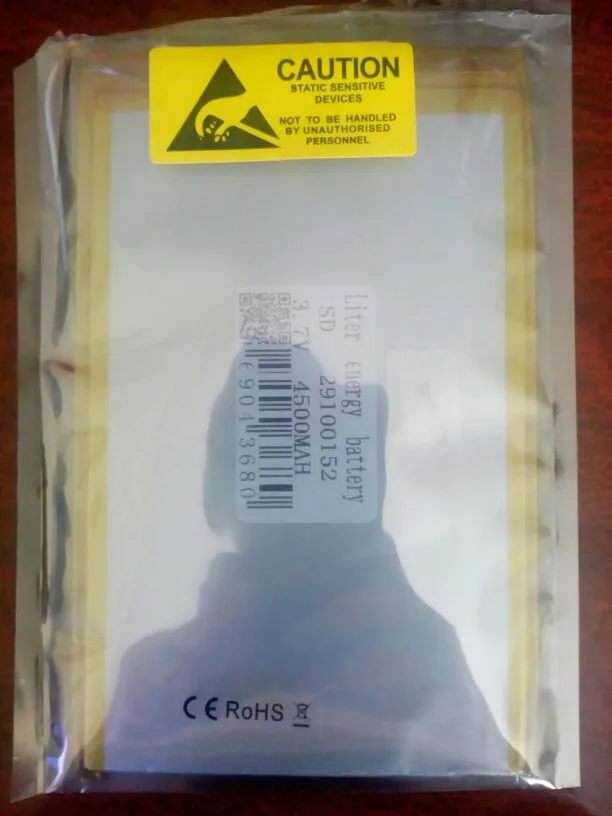 CAUTION
STATIC SENSITIVE
DEVICES
NOT TO BE HANDLED
BY UNAUTHORISED
PERSONNEL
Liter energy battery
SD 29100152
3.7V 4500MAH
69043680
CE RoHS